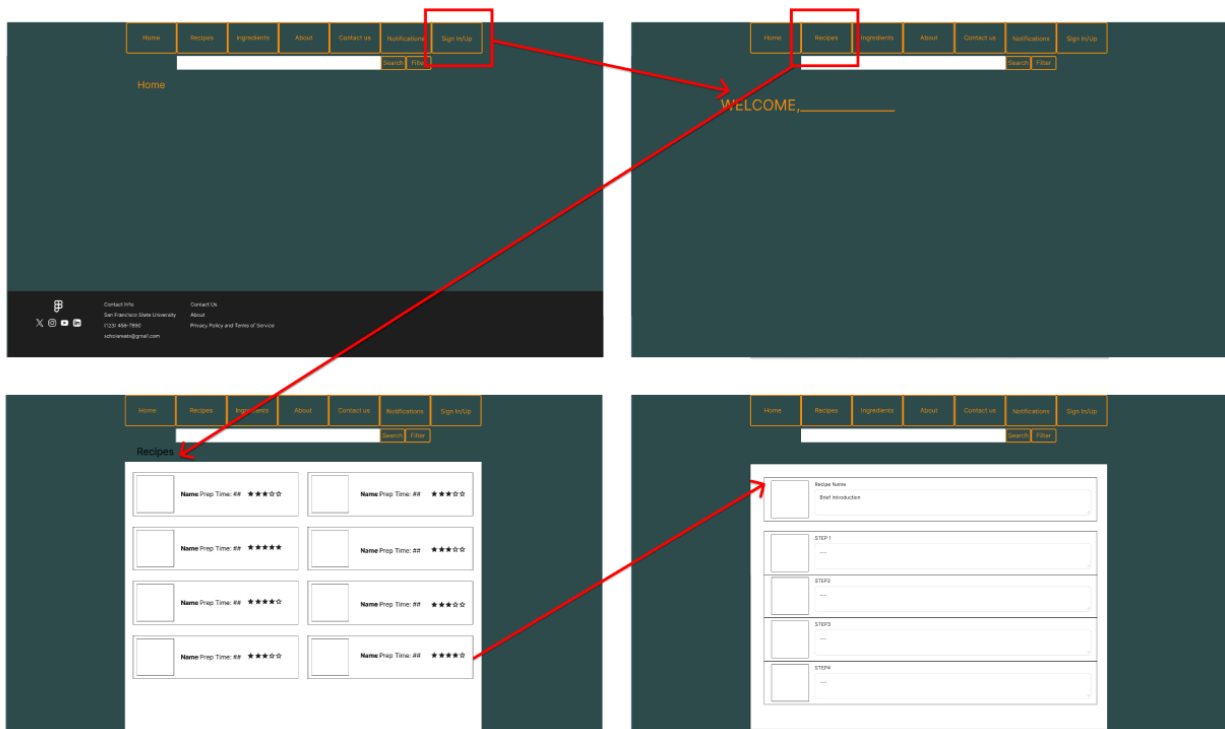 Home Recipes Ingredients About Contact us Notifications Sign In/Up
Search Filter
Home
Contact Info Contact Us
San Francisco State University About
(123) 456-7890 Privacy Policy and Terms of Service
Home Recipes Ingredients About Contact us Notifications Sign In/Up
Search Filter
WELCOME,____________
Home Recipes Ingredients About Contact us Notifications Sign In/Up
Search Filter
Recipes
Name Prep Time: ## ★★★☆☆ Name Prep Time: ## ★★★☆☆
Name Prep Time: ## ★★★★★ Name Prep Time: ## ★★★☆☆
Name Prep Time: ## ★★★★☆ Name Prep Time: ## ★★★☆☆
Name Prep Time: ## ★★★☆☆ Name Prep Time: ## ★★★★☆
Home Recipes Ingredients About Contact us Notifications Sign In/Up
Search Filter
Recipe Name
Brief Introduction
STEP 1
----
STEP2
----
STEP3
----
STEP4
----